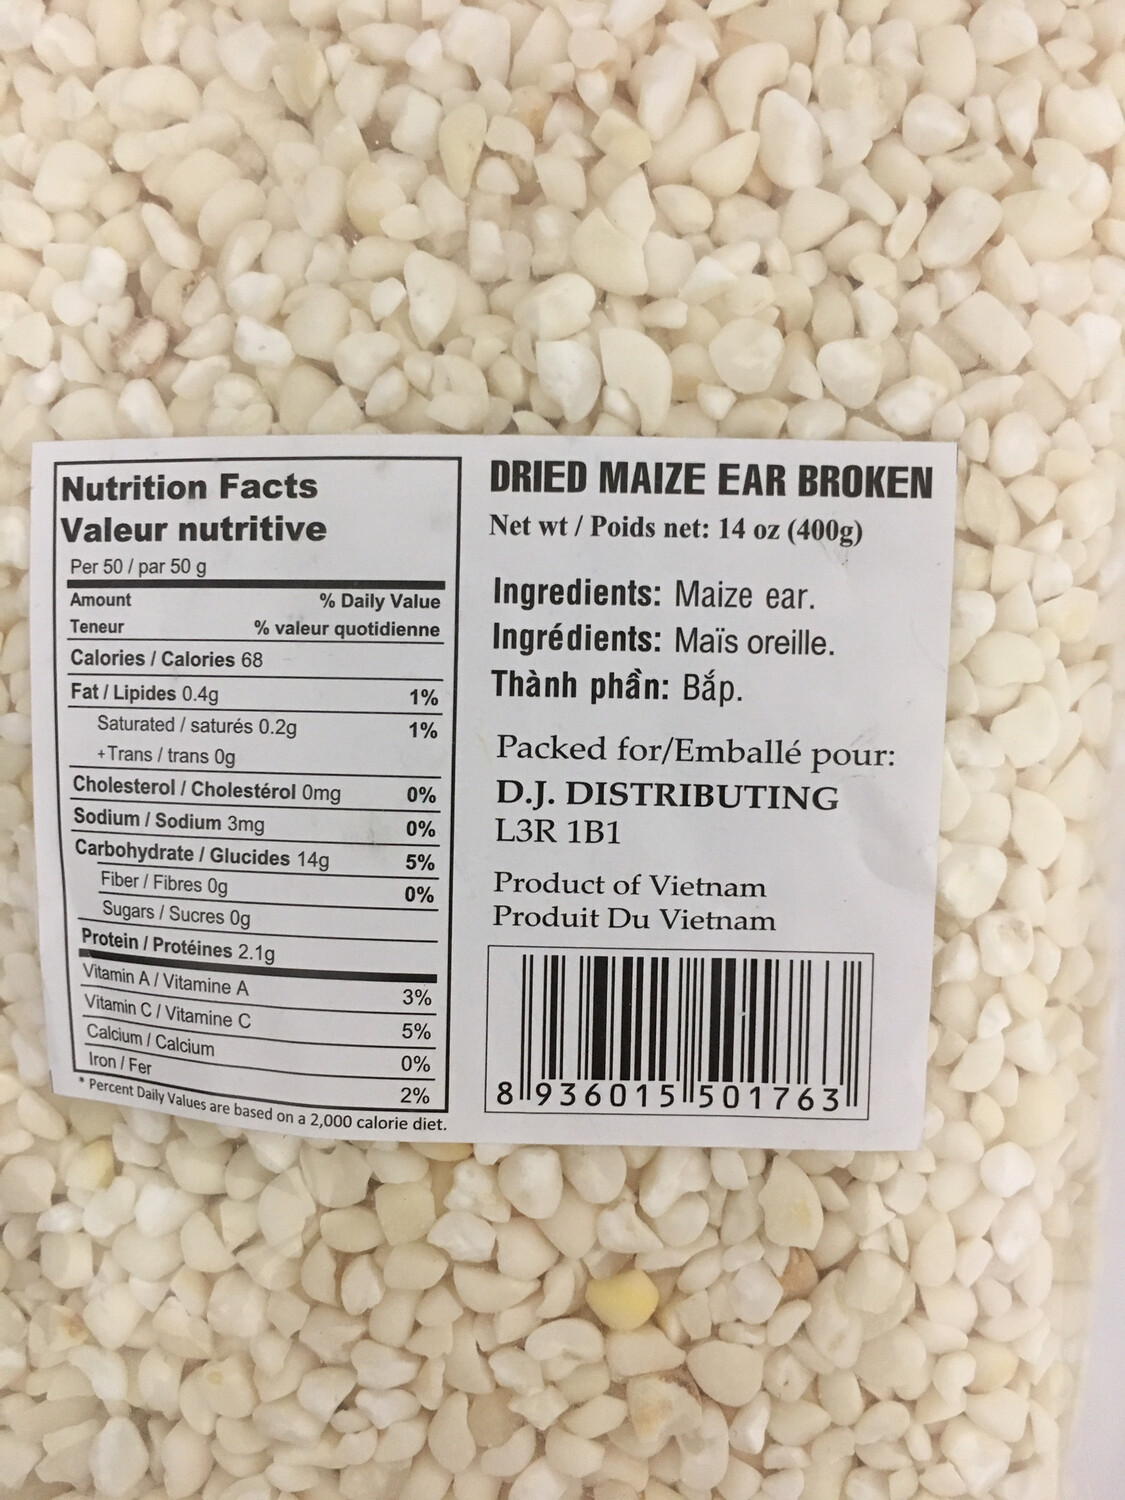 Nutrition Facts
Valeur nutritive
Per 50 / par 50 g
Amount % Daily Value
Teneur % valeur quotidienne
Calories / Calories 68
Fat / Lipides 0.4g 1%
Saturated / saturés 0.2g 1%
+Trans / trans 0g
Cholesterol / Cholestérol 0mg 0%
Sodium / Sodium 3mg 0%
Carbohydrate / Glucides 14g 5%
Fiber / Fibres 0g 0%
Sugars / Sucres 0g
Protein / Protéines 2.1g
Vitamin A / Vitamine A 3%
Vitamin C / Vitamine C 5%
Calcium / Calcium 0%
Iron / Fer 2%
* Percent Daily Values are based on a 2,000 calorie diet.
DRIED MAIZE EAR BROKEN
Net wt / Poids net: 14 oz (400g)
Ingredients: Maize ear.
Ingrédients: Maïs oreille.
Thành phần: Bắp.
Packed for/Emballé pour:
D.J. DISTRIBUTING
L3R 1B1
Product of Vietnam
Produit Du Vietnam
8 936015 501763